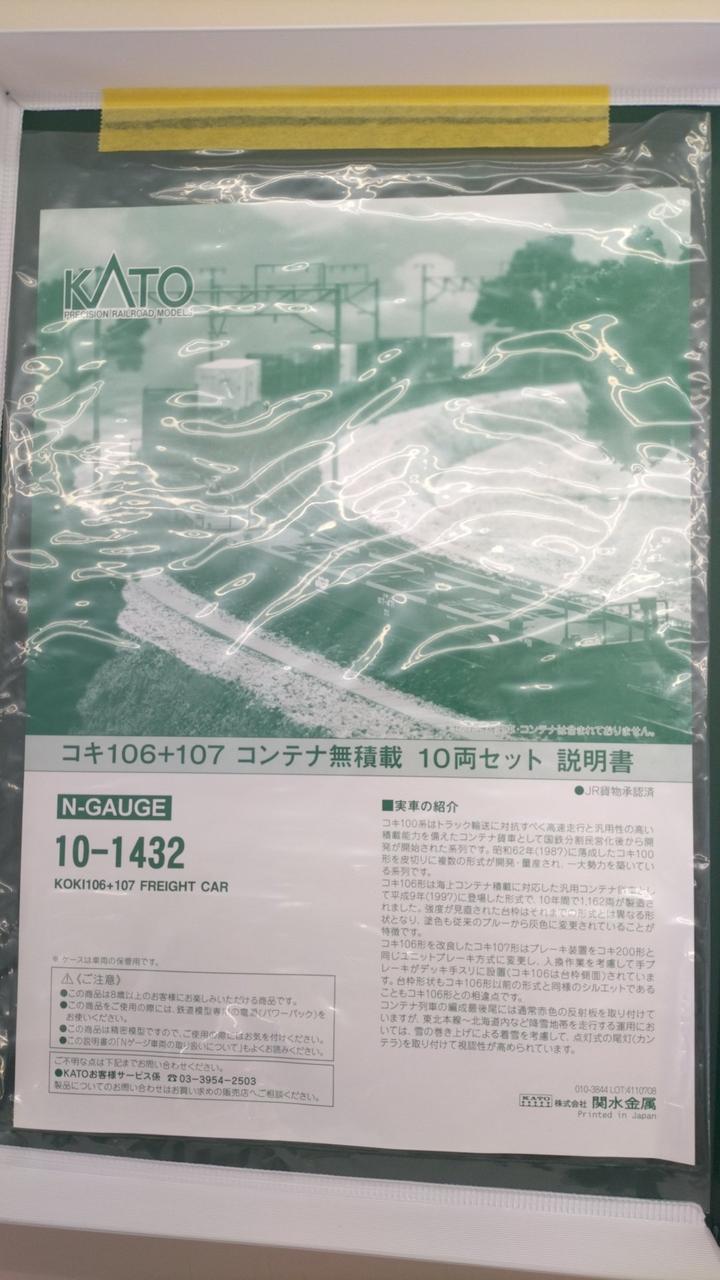 KATO
PRECISION RAILROAD MODELS
・コンテナは含まれておりません。
コキ106+107 コンテナ無積載 10両セット 説明書
●JR貨物承認済
N-GAUGE
10-1432
KOKI106+107 FREIGHT CAR
※ ケースは車両の保管用です。
⚠《ご注意》
●この商品は8歳以上のお客様にお楽しみいただける商品です。
●この商品をご使用の際には、鉄道模型専用の電源(パワーパック)を
お使いください。
●この商品は精密模型ですので、ご使用の際にはお気を付けください。
●この説明書の「Nゲージ車両の取り扱いについて」もよくお読みください。
ご不明な点は下記までお問い合わせください。
●KATOお客様サービス係 ☎03-3954-2503
製品についてのお問い合わせはお買い求めの販売店へご相談ください。
■実車の紹介
コキ100系はトラック輸送に対抗すべく高速走行と汎用性の高い
積載能力を備えたコンテナ貨車として国鉄分割民営化後から開
発が開始された系列です。昭和62年(1987)に落成したコキ100
形を皮切りに複数の形式が開発・量産され、一大勢力を築いてい
る系列です。
コキ106形は海上コンテナ積載に対応した汎用コンテナ貨車とし
て平成9年(1997)に登場した形式で、10年間で1,162両が製造さ
れました。強度が見直された台枠はそれまでの形式とは異なる形
状となり、塗色も従来のブルーから灰色に変更されていることが
特徴です。
コキ106形を改良したコキ107形はブレーキ装置をコキ200形と
同じユニットブレーキ方式に変更し、入換作業を考慮して手ブ
レーキがデッキ手スリに設置(コキ106は台枠側面)されていま
す。台枠形状もコキ106形以前の形式と同様のシルエットである
こともコキ106形との相違点です。
コンテナ列車の編成最後尾には通常赤色の反射板を取り付けて
いますが、東北本線〜北海道内など降雪地帯を走行する運用にお
いては、雪の巻き上げによる着雪を考慮して、点灯式の尾灯(カン
テラ)を取り付けて視認性が高められています。
010-3844 LOT:4110708
KATO 株式会社 関水金属
Printed in Japan